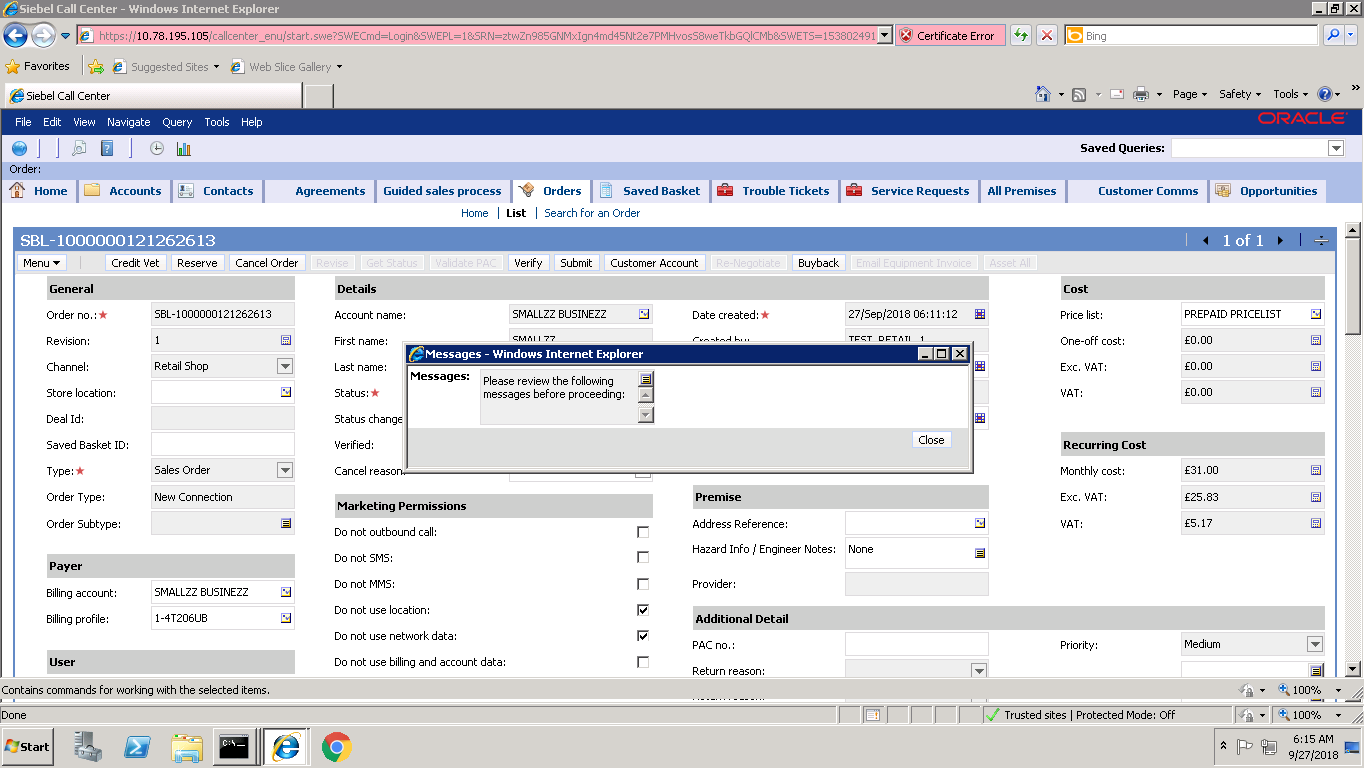 Siebel Call Center - Windows Internet Explorer
https://10.78.195.105/callcenter_enu/start.swe?SWECmd=Login&SWEPL=1&SRN=ztwZn985GNMxIgn4md45Nt2e7PMHvosS8weTkbGQlCMb&SWETS=153802491 Certificate Error Bing
Favorites Suggested Sites Web Slice Gallery
Siebel Call Center Page Safety Tools
File Edit View Navigate Query Tools Help ORACLE
Saved Queries:
Order:
Home Accounts Contacts Agreements Guided sales process Orders Saved Basket Trouble Tickets Service Requests All Premises Customer Comms Opportunities
Home List Search for an Order
SBL-1000000121262613 1 of 1
Menu Credit Vet Reserve Cancel Order Revise Get Status Validate PAC Verify Submit Customer Account Re-Negotiate Buyback Email Equipment Invoice Asset All
General Details Cost
Order no.: SBL-1000000121262613 Account name: SMALLZZ BUSINEZZ Date created: 27/Sep/2018 06:11:12 Price list: PREPAID PRICELIST
Revision: 1 First name: SMALLZZ Created by: TEST_RETAIL_1 One-off cost: £0.00
Channel: Retail Shop Last name: Exc. VAT: £0.00
Store location: Status: VAT: £0.00
Deal Id: Status change
Saved Basket ID: Verified: Recurring Cost
Type: Sales Order Cancel reason: Monthly cost: £31.00
Messages - Windows Internet Explorer
Messages: Please review the following
messages before proceeding:
Close
Order Type: New Connection Marketing Permissions Premise Exc. VAT: £25.83
Order Subtype: Do not outbound call: Address Reference: VAT: £5.17
Do not SMS: Hazard Info / Engineer Notes: None
Payer Do not MMS: Provider:
Billing account: SMALLZZ BUSINEZZ Do not use location:
Billing profile: 1-4T206UB Do not use network data: Additional Detail
User Do not use billing and account data: PAC no.: Priority: Medium
Return reason:
Contains commands for working with the selected items. 100%
Done Trusted sites | Protected Mode: Off 100%
Start 6:15 AM
9/27/2018